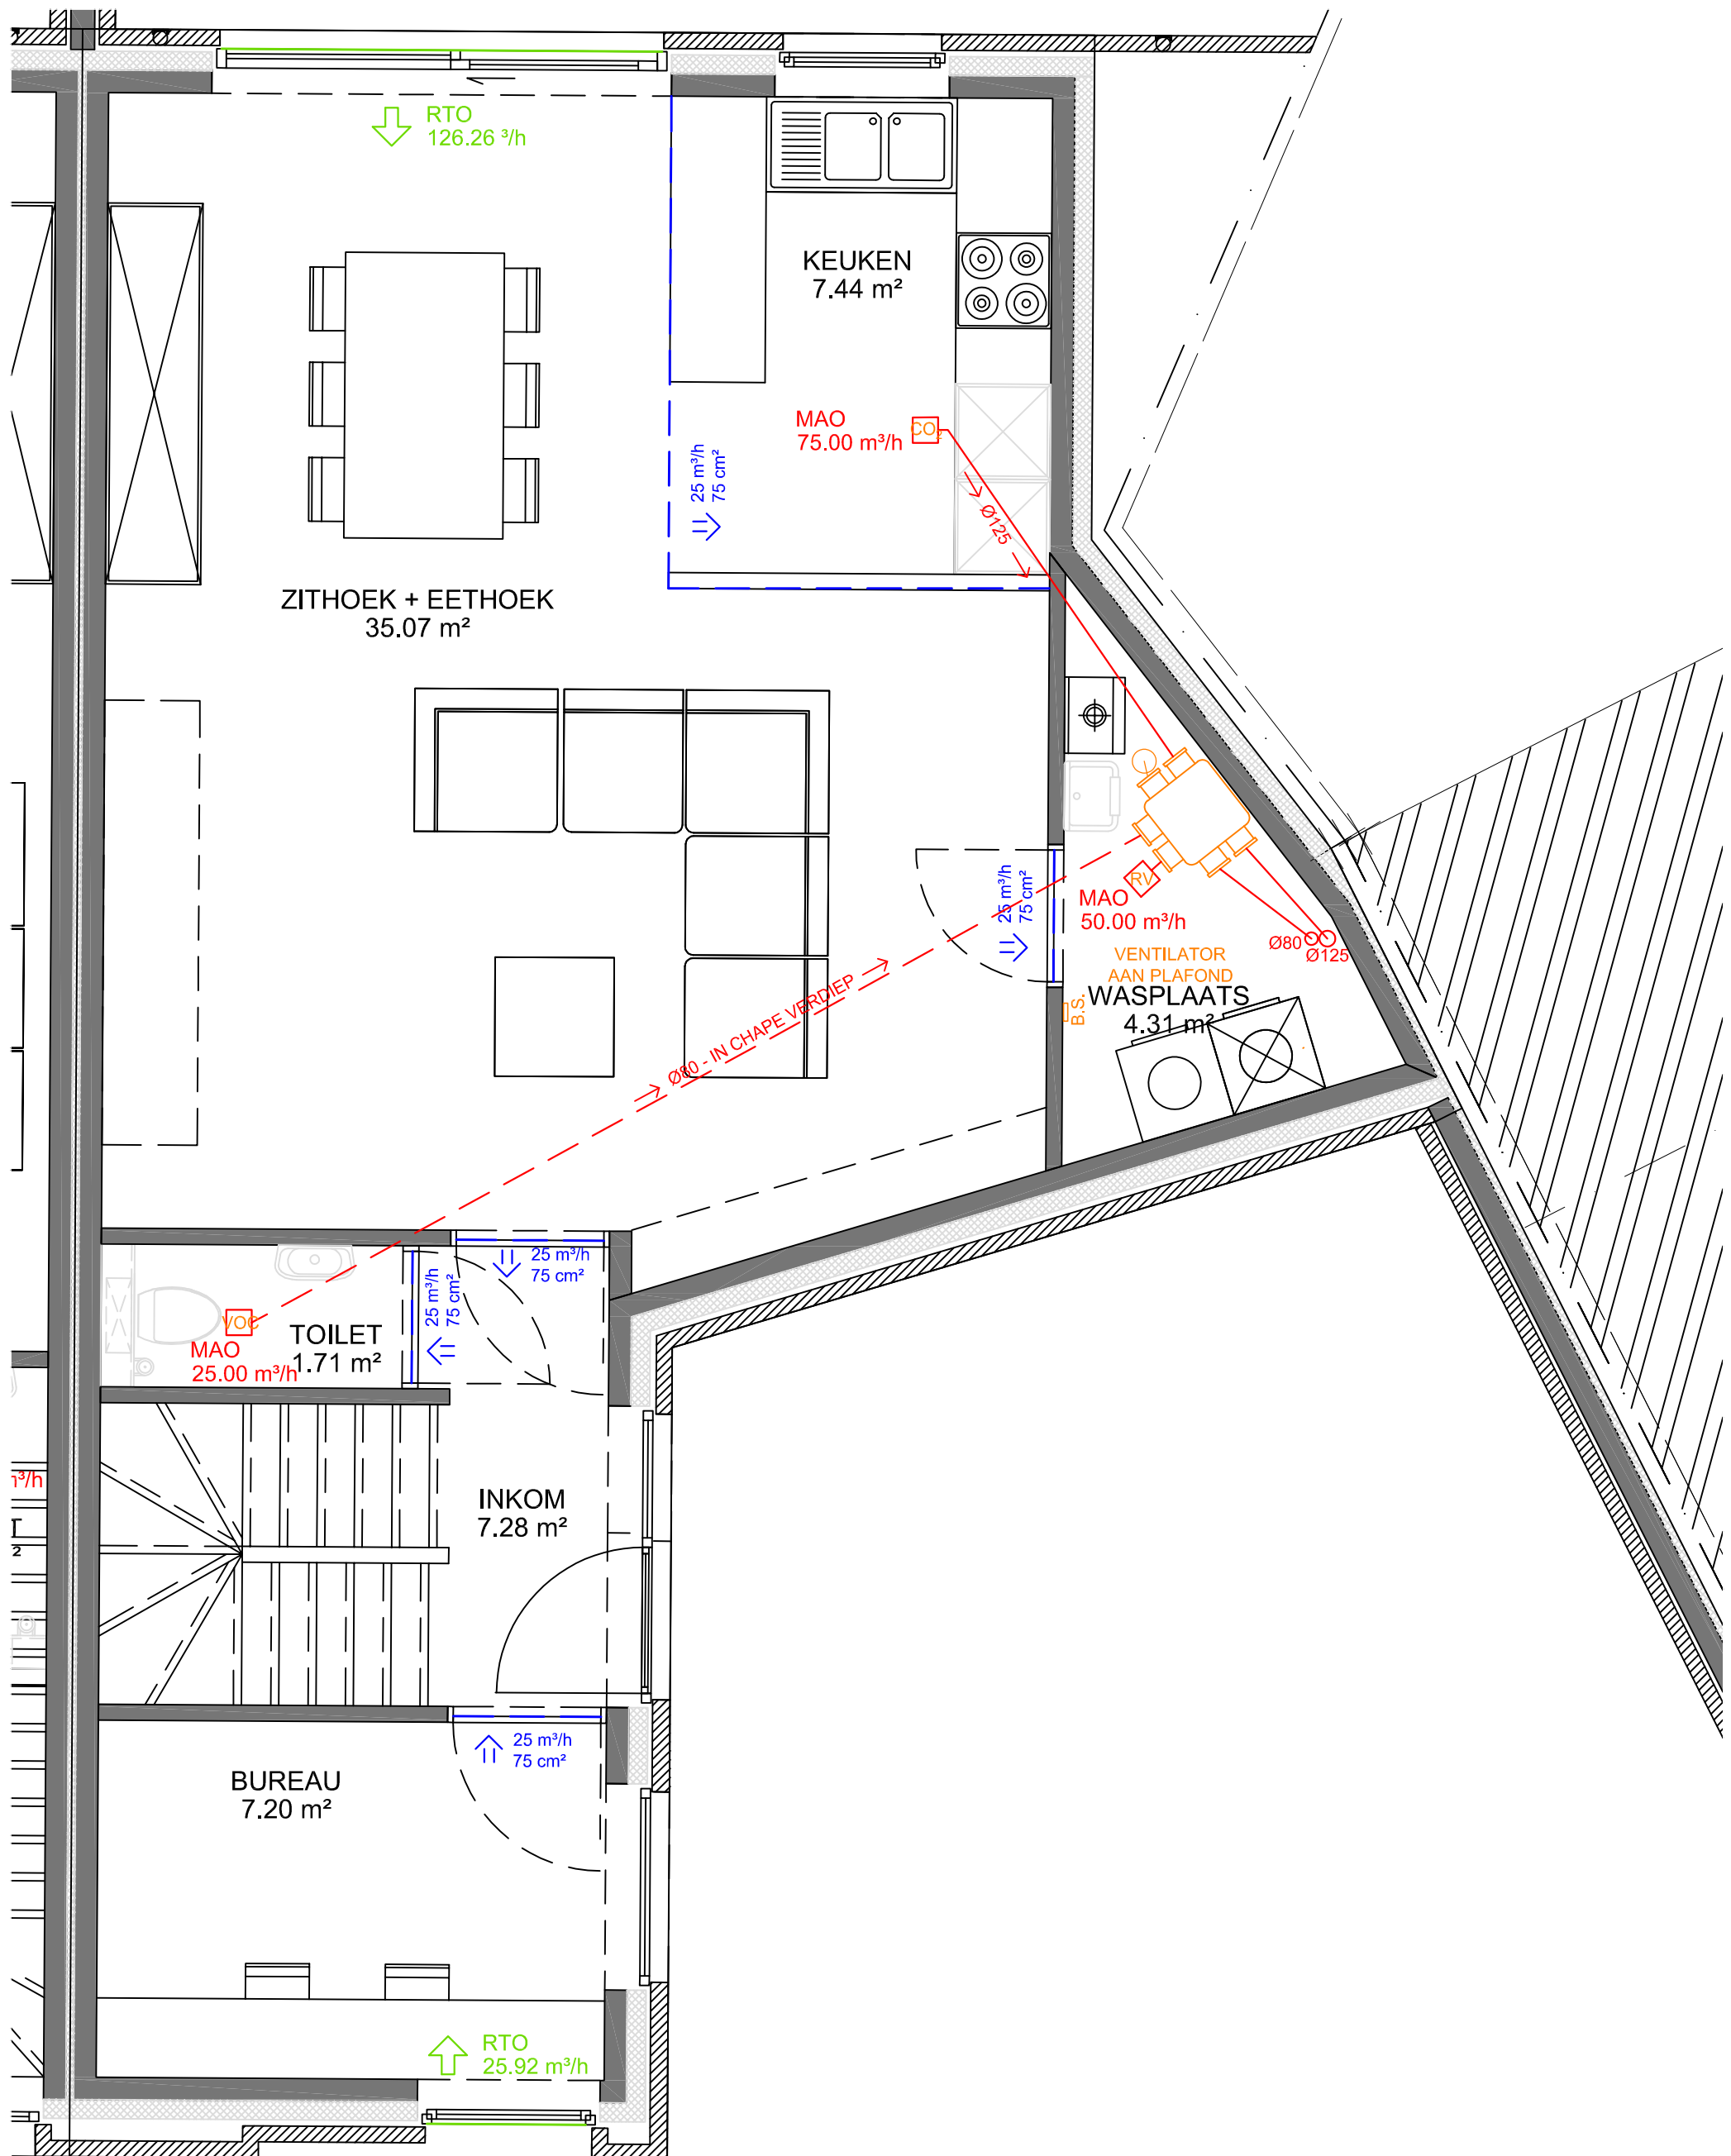 RTO
126.26 ³/h
KEUKEN
7.44 m²
MAO
75.00 m³/h
CO₂
25 m³/h
75 cm²
Ø125
ZITHOEK + EETHOEK
35.07 m²
25 m³/h
75 cm²
RV
MAO
50.00 m³/h
Ø80
Ø125
VENTILATOR
AAN PLAFOND
B.S.
WASPLAATS
4.31 m²
Ø80 - IN CHAPE VERDIEP
25 m³/h
75 cm²
25 m³/h
75 cm²
VOC
TOILET
1.71 m²
MAO
25.00 m³/h
INKOM
7.28 m²
25 m³/h
75 cm²
BUREAU
7.20 m²
RTO
25.92 m³/h